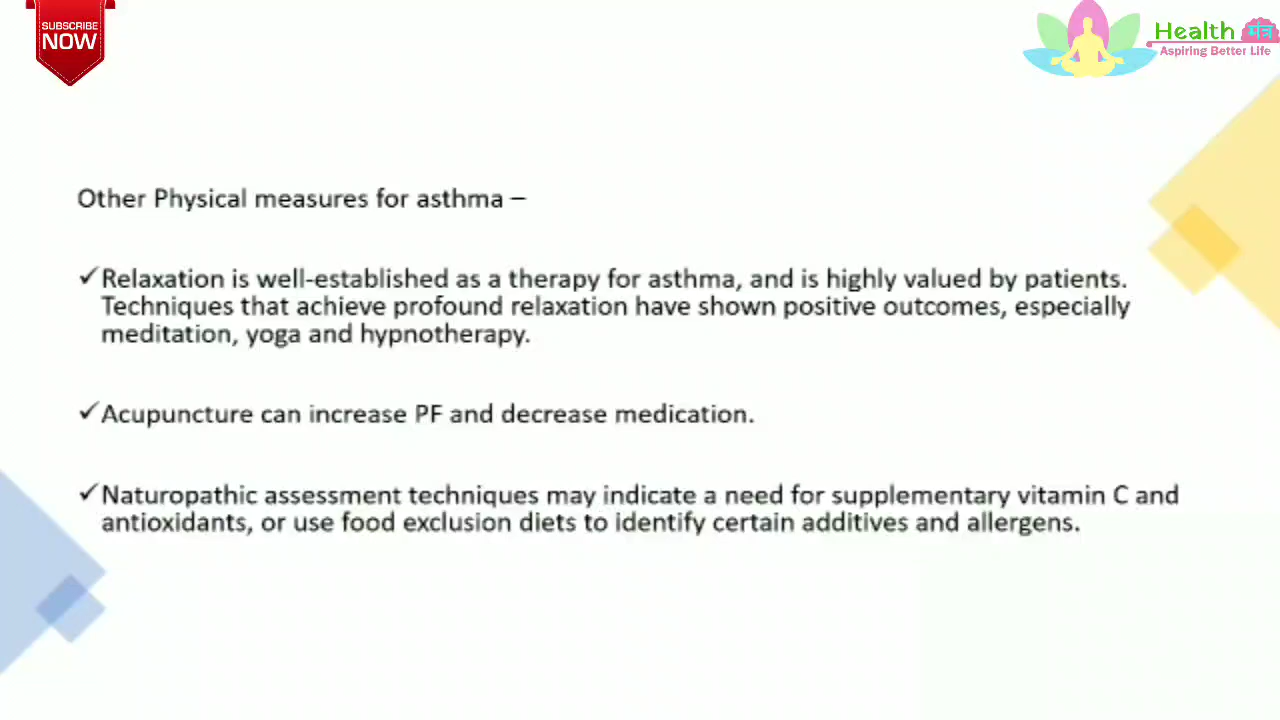 SUBSCRIBE
NOW
Health मंत्र
Aspiring Better Life
Other Physical measures for asthma –
✓Relaxation is well-established as a therapy for asthma, and is highly valued by patients.
Techniques that achieve profound relaxation have shown positive outcomes, especially
meditation, yoga and hypnotherapy.
✓Acupuncture can increase PF and decrease medication.
✓Naturopathic assessment techniques may indicate a need for supplementary vitamin C and
antioxidants, or use food exclusion diets to identify certain additives and allergens.